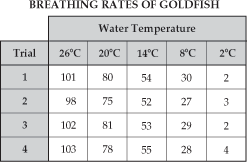 BREATHING RATES OF GOLDFISH
Water Temperature
Trial 26°C 20°C 14°C 8°C 2°C
1 101 80 54 30 2
2 98 75 52 27 3
3 102 81 53 29 2
4 103 78 55 28 4